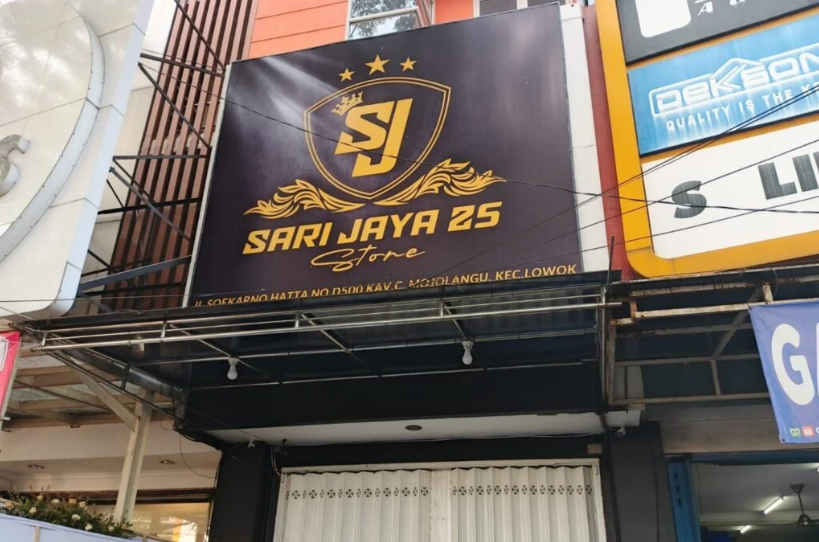 SJ
SARI JAYA 25
Store
Jl. SOEKARNO HATTA NO D500 KAV.C. MOJOLANGU. KEC.LOWOK
DEKSON
QUALITY IS THE K
S LI
GA